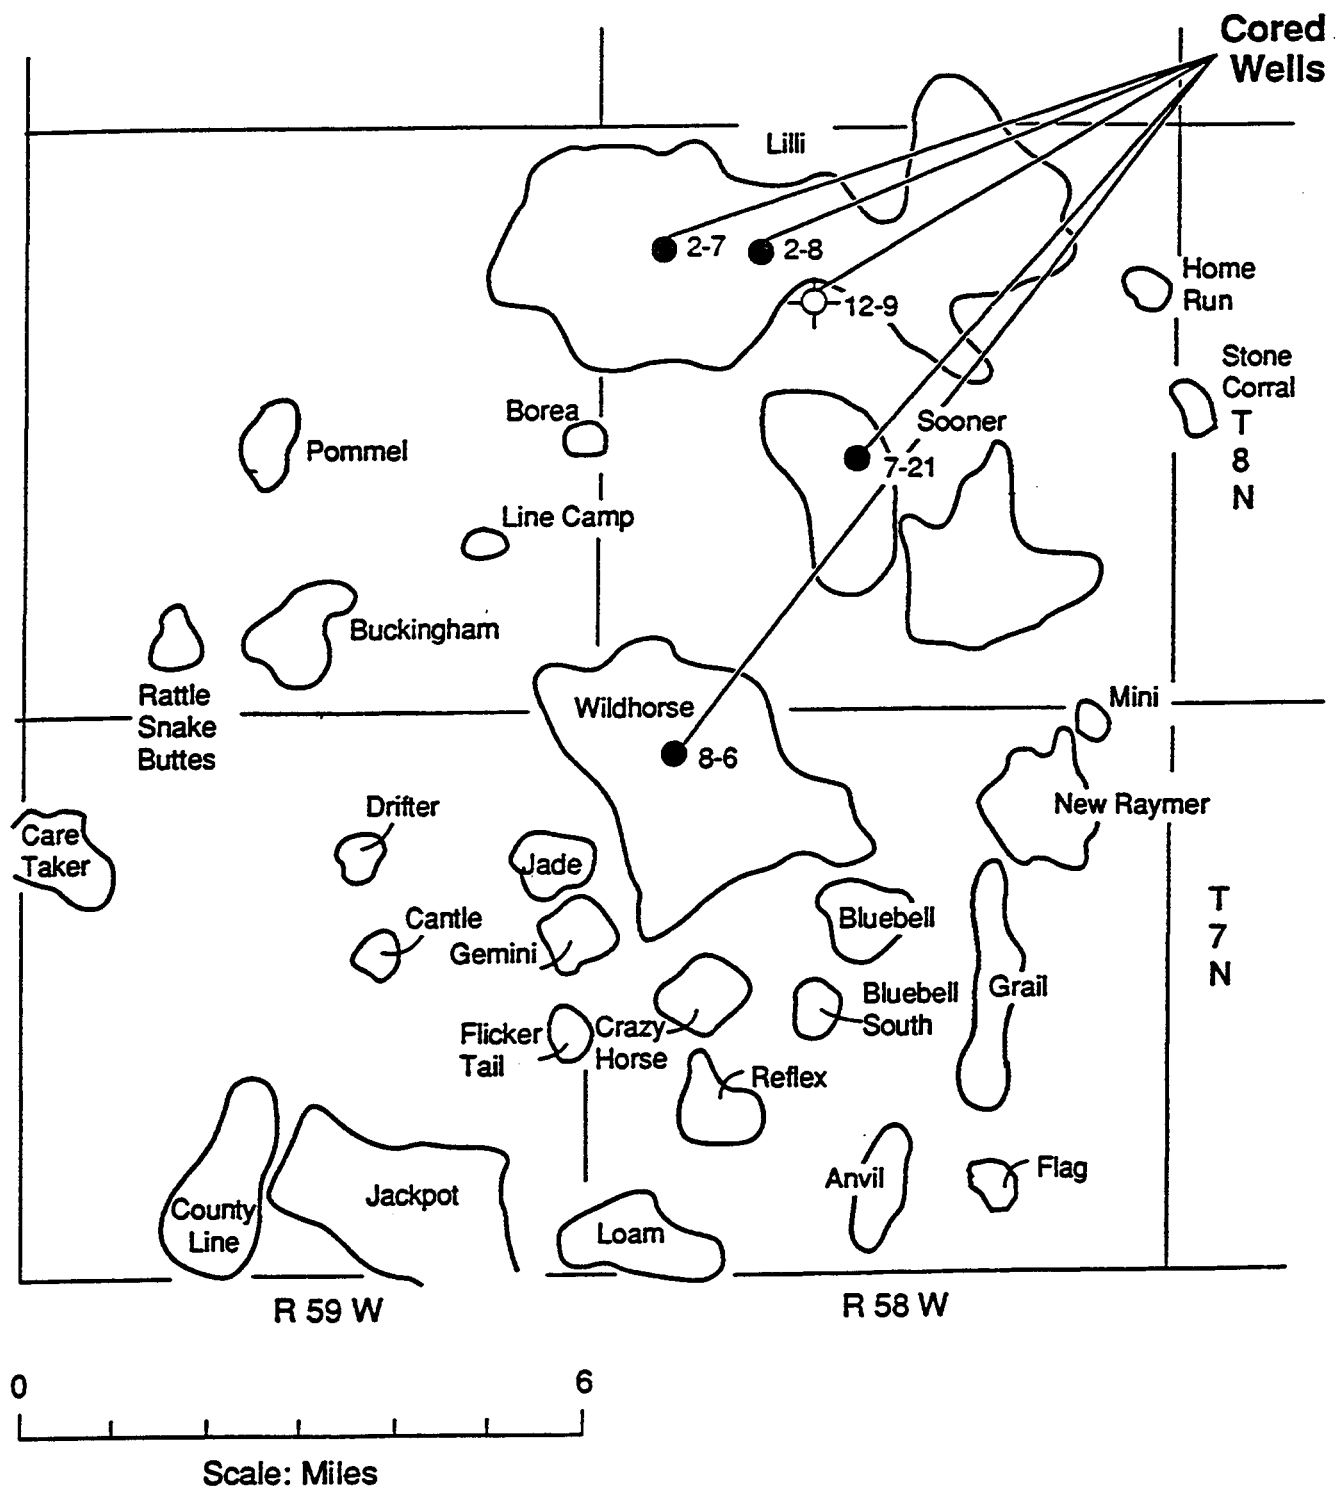 Cored
Wells
Lilli
2-7
2-8
12-9
Home
Run
Stone
Corral
T
8
N
Borea
Pommel
Sooner
7-21
Line Camp
Buckingham
Rattle
Snake
Buttes
Wildhorse
8-6
Mini
New Raymer
Drifter
Care
Taker
Jade
Cantle
Gemini
Bluebell
T
7
N
Grail
Bluebell
South
Flicker
Tail
Crazy
Horse
Reflex
Anvil
Flag
County
Line
Jackpot
Loam
R 59 W
R 58 W
0
6
Scale: Miles